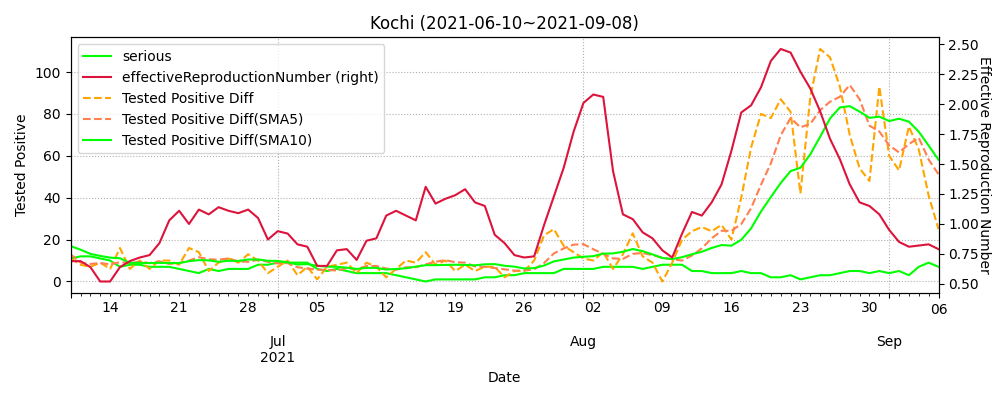 Kochi (2021-06-10~2021-09-08)
serious
effectiveReproductionNumber (right)
Tested Positive Diff
Tested Positive Diff(SMA5)
Tested Positive Diff(SMA10)
Tested Positive
100
80
60
40
20
0
2.50
2.25
2.00
1.75
1.50
1.25
1.00
0.75
0.50
Effective Reproduction Number
14 21 28 05 12 19 26 02 09 16 23 30 06
Jul Aug Sep
2021
Date